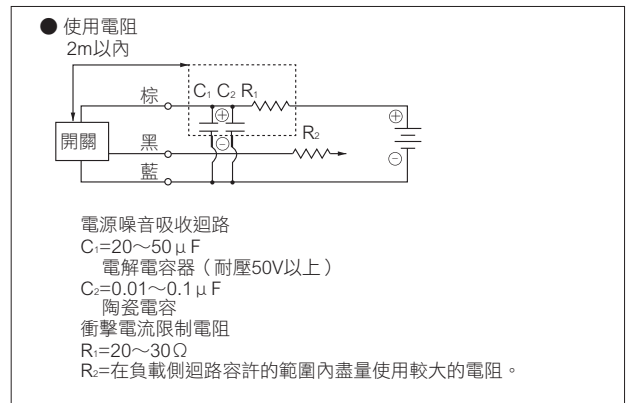 ● 使用電阻
2m以內
棕
C₁ C₂ R₁
⊕
⊕
開關
黑
⊖
R₂
⊖
藍
電源噪音吸收迴路
C₁=20～50μF
電解電容器（耐壓50V以上）
C₂=0.01～0.1μF
陶瓷電容
衝擊電流限制電阻
R₁=20～30Ω
R₂=在負載側迴路容許的範圍內盡量使用較大的電阻。